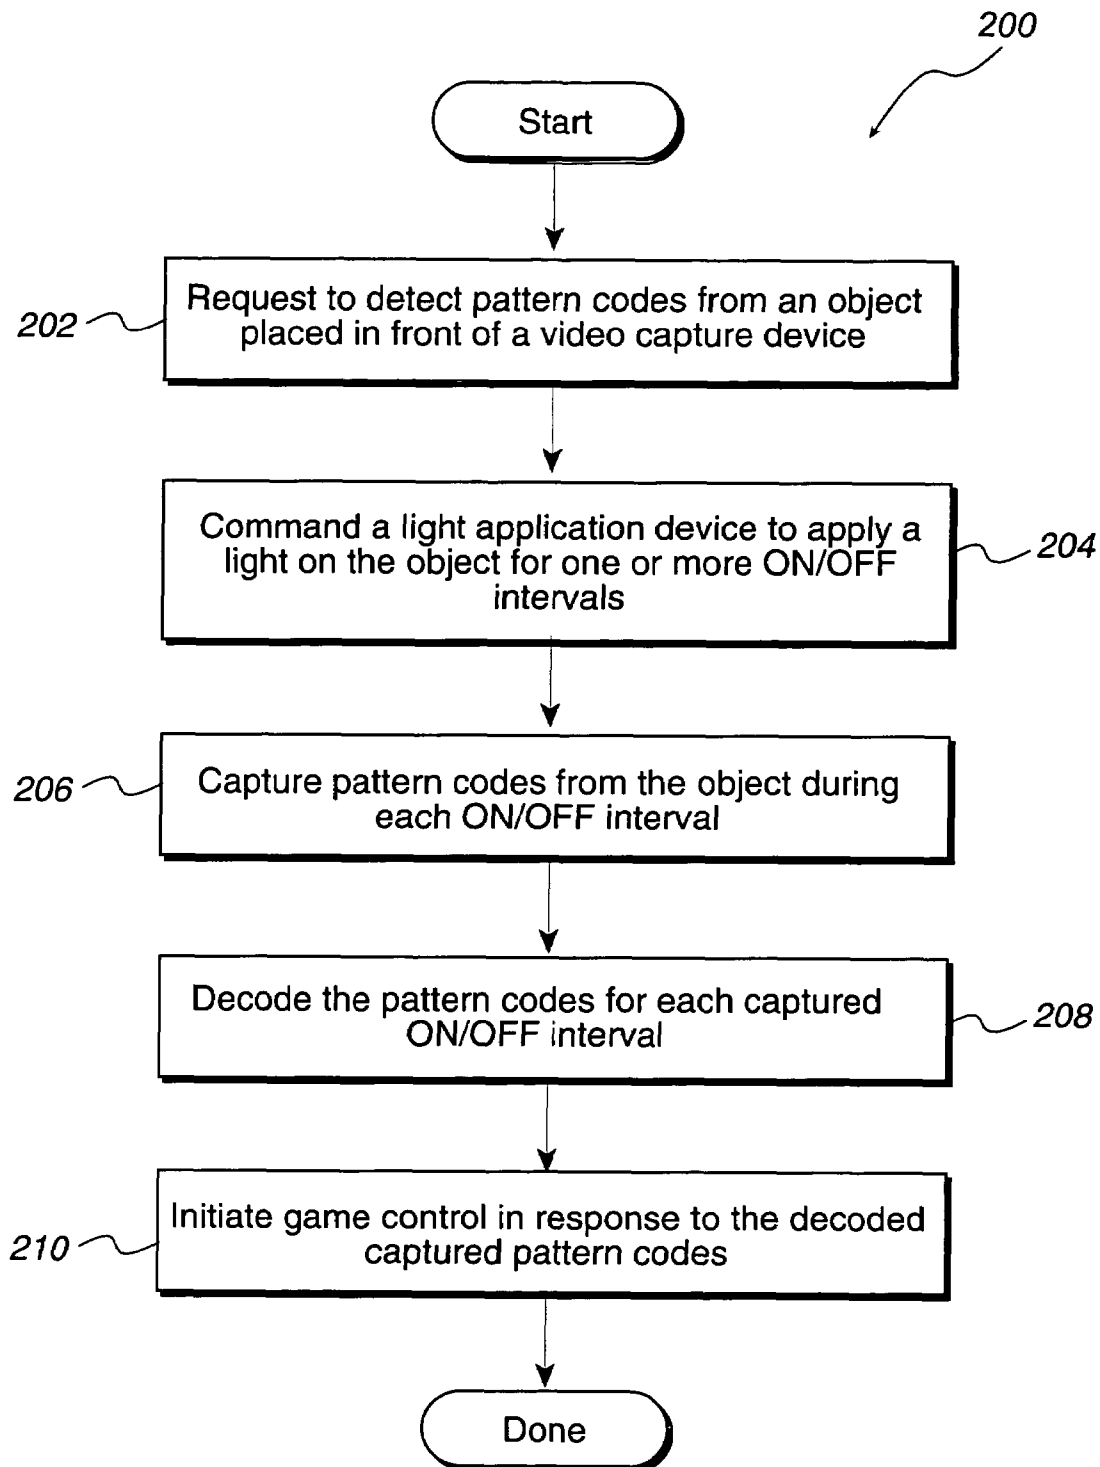 200
Start
202
Request to detect pattern codes from an object
placed in front of a video capture device
Command a light application device to apply a
light on the object for one or more ON/OFF
intervals
204
206
Capture pattern codes from the object during
each ON/OFF interval
Decode the pattern codes for each captured
ON/OFF interval
208
210
Initiate game control in response to the decoded
captured pattern codes
Done